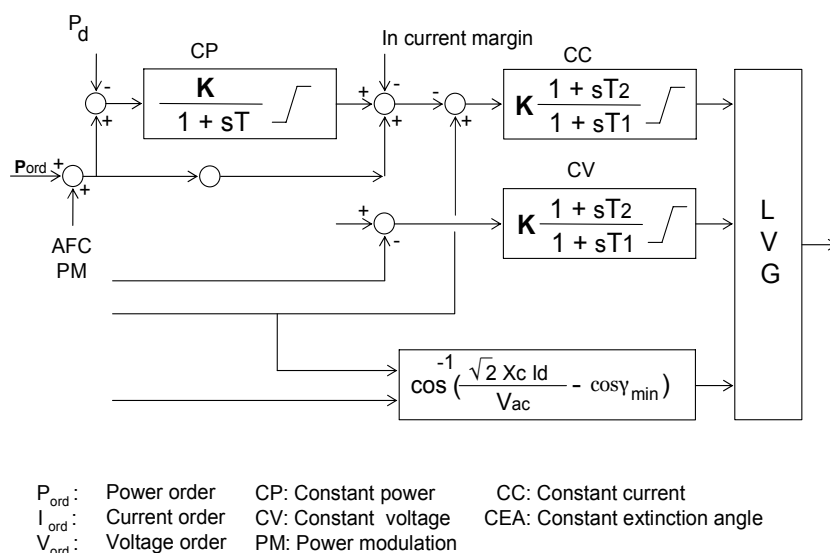 P_d
CP
In current margin
CC
-
+
K
1 + sT
+
-
+
-
+
K 1 + sT2
1 + sT1
Pord
+
+
AFC
PM
CV
+
-
K 1 + sT2
1 + sT1
L
V
G
cos^-1 ( √2 Xc Id / Vac - cosγ_min )
P_ord : Power order CP: Constant power CC: Constant current
I_ord : Current order CV: Constant voltage CEA: Constant extinction angle
V_ord : Voltage order PM: Power modulation